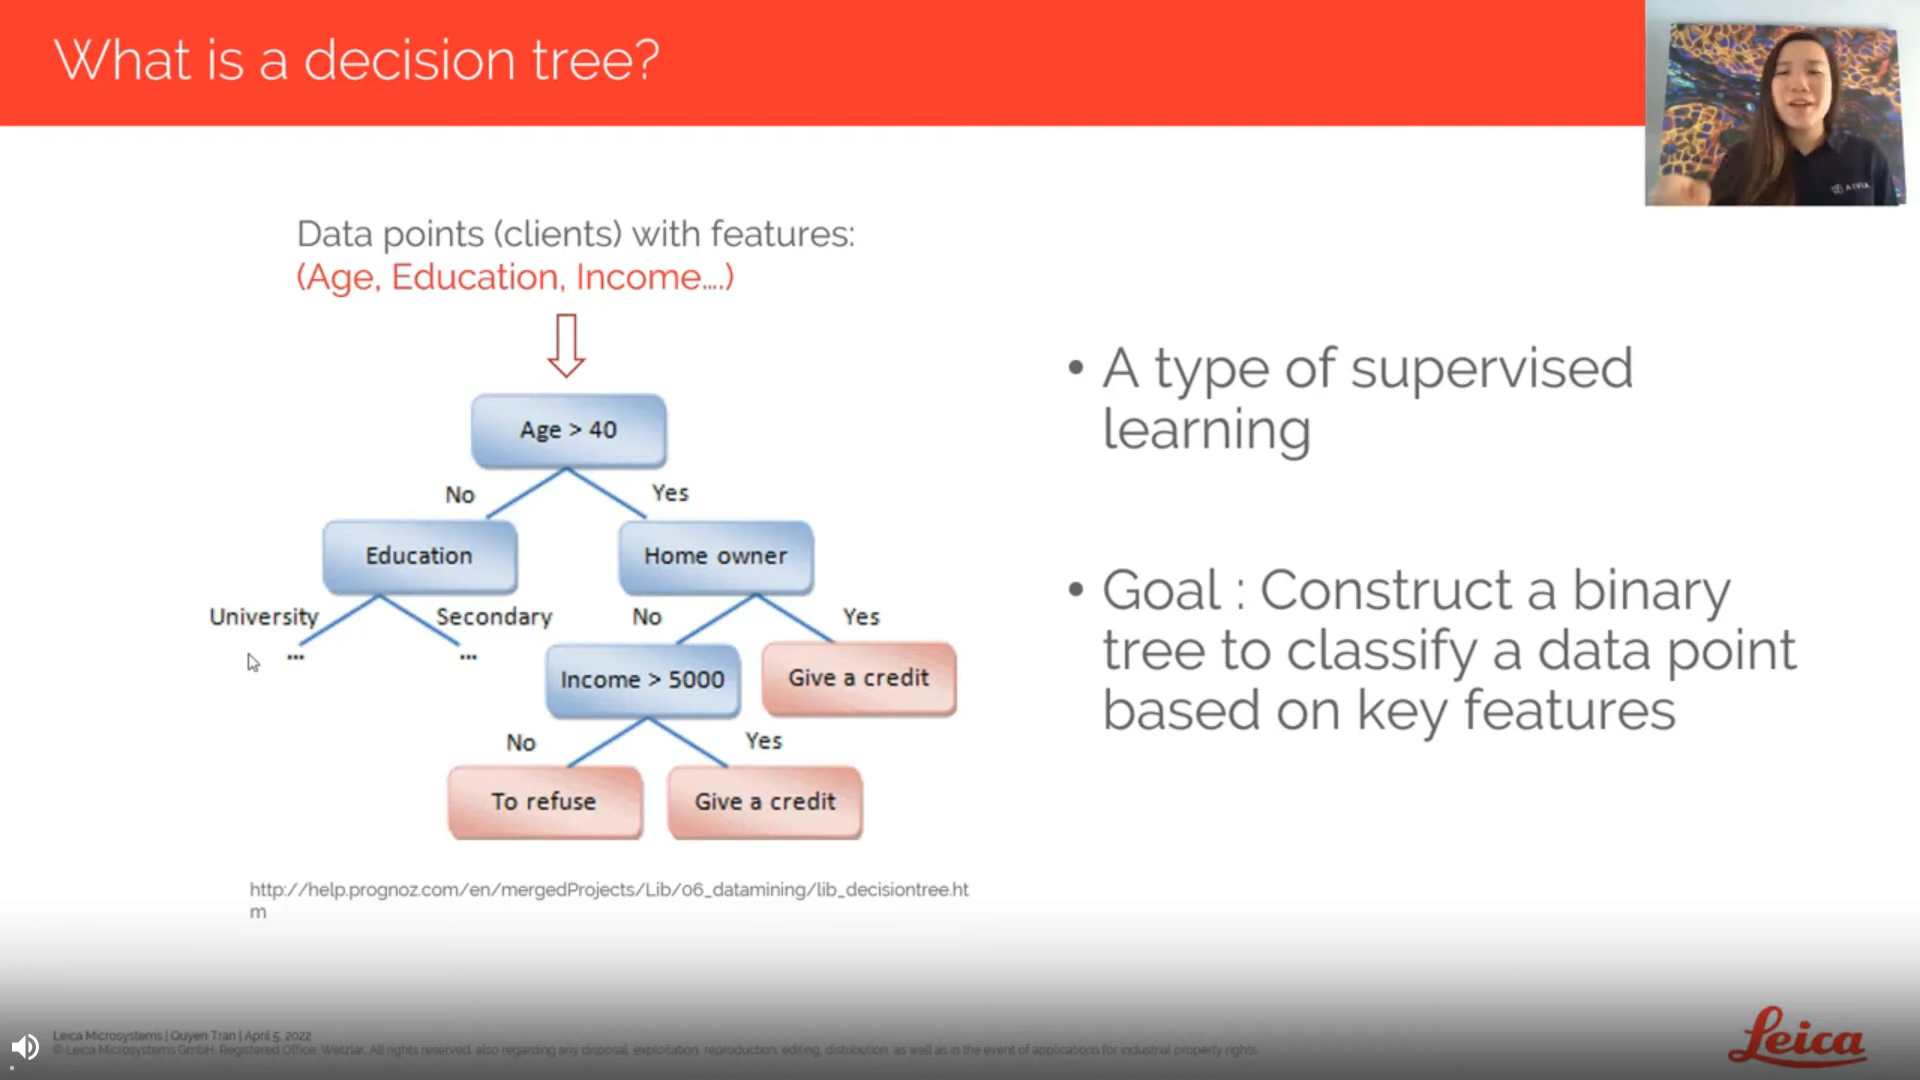 What is a decision tree?
AIVIA
Data points (clients) with features:
(Age, Education, Income....)
Age > 40
No
Yes
Education
Home owner
University
Secondary
No
Yes
...
...
Income > 5000
Give a credit
No
Yes
To refuse
Give a credit
http://help.prognoz.com/en/mergedProjects/Lib/06_datamining/lib_decisiontree.ht
m
• A type of supervised
learning
• Goal : Construct a binary
tree to classify a data point
based on key features
Leica Microsystems | Quyen Tran | April 5, 2022
© Leica Microsystems GmbH. Registered Office: Wetzlar. All rights reserved, also regarding any disposal, exploitation, reproduction, editing, distribution, as well as in the event of applications for industrial property rights.
Leica